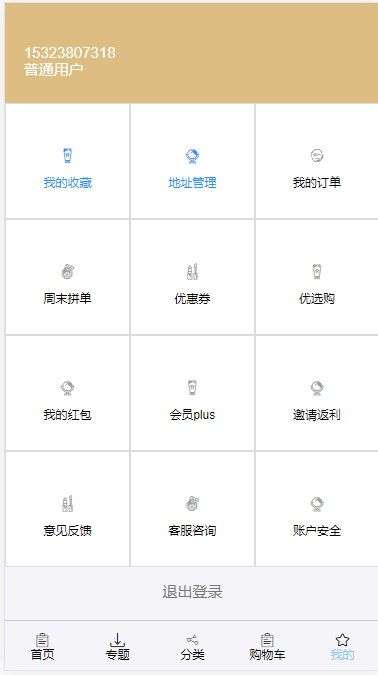 15323807318
普通用户
我的收藏
地址管理
我的订单
周末拼单
优惠券
优选购
我的红包
会员plus
邀请返利
意见反馈
客服咨询
账户安全
退出登录
首页
专题
分类
购物车
我的